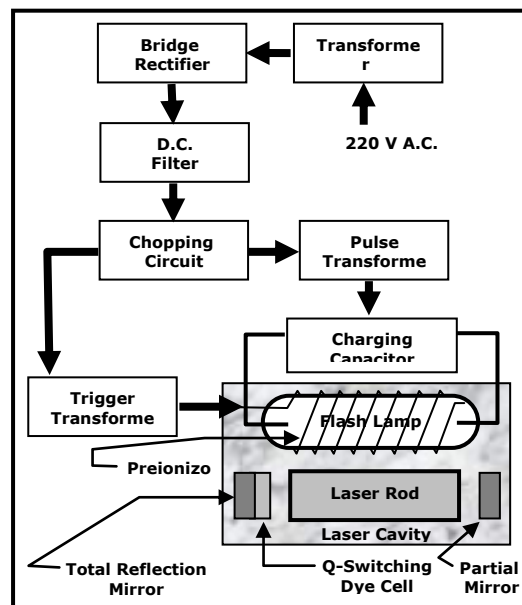 Bridge
Rectifier
Transforme
r
220 V A.C.
D.C.
Filter
Chopping
Circuit
Pulse
Transforme
Charging
Capacitor
Trigger
Transforme
Flash Lamp
Preionizo
Laser Rod
Laser Cavity
Total Reflection
Mirror
Q-Switching
Dye Cell
Partial
Mirror